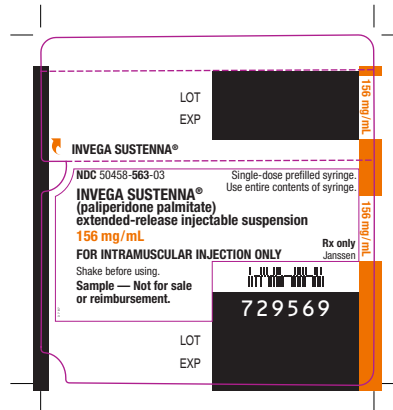 LOT
EXP
156 mg/mL
INVEGA SUSTENNA®
NDC 50458-563-03
Single-dose prefilled syringe.
Use entire contents of syringe.
INVEGA SUSTENNA®
(paliperidone palmitate)
extended-release injectable suspension
156 mg/mL
156 mg/mL
FOR INTRAMUSCULAR INJECTION ONLY
Rx only
Janssen
Shake before using.
Sample — Not for sale
or reimbursement.
729569
LOT
EXP